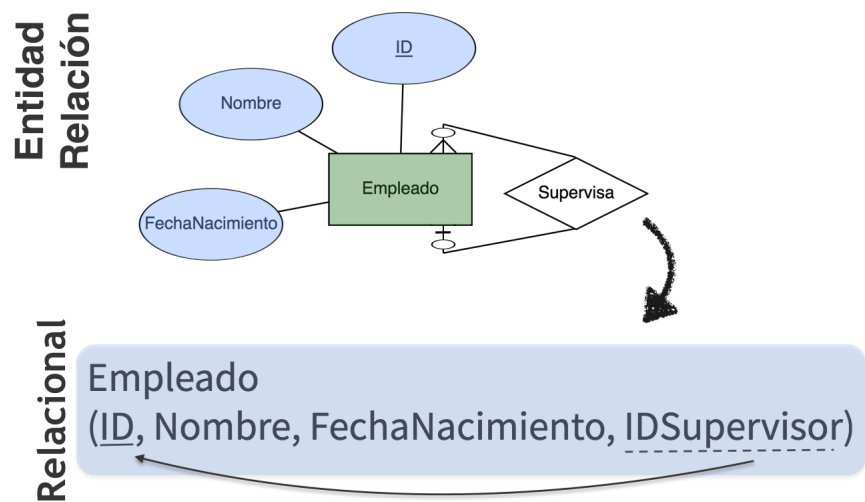 Entidad
Relación
ID
Nombre
Empleado
Supervisa
FechaNacimiento
Relacional
Empleado
(ID, Nombre, FechaNacimiento, IDSupervisor)